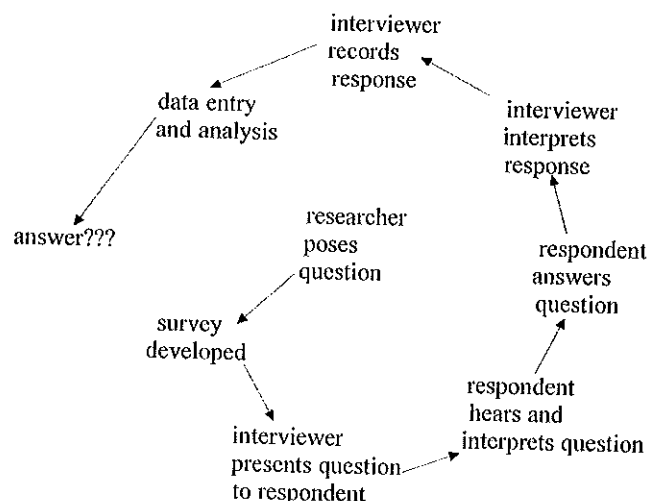 interviewer
records
response
data entry
and analysis
interviewer
interprets
response
answer???
researcher
poses
question
respondent
answers
question
survey
developed
respondent
hears and
interprets question
interviewer
presents question
to respondent